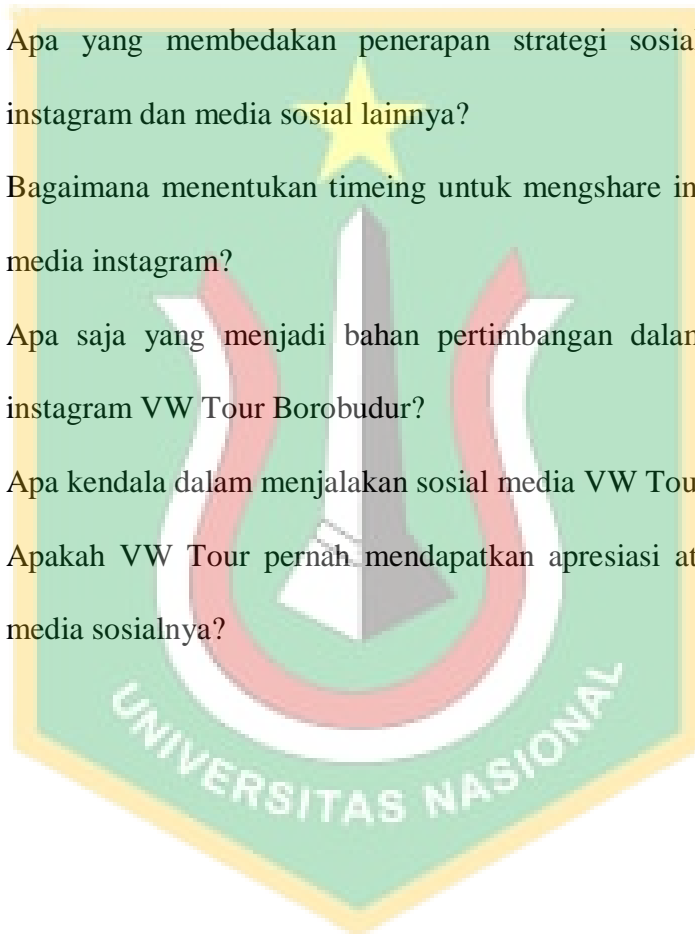 Apa yang membedakan penerapan strategi sosial
instagram dan media sosial lainnya?
Bagaimana menentukan timeing untuk mengshare in
media instagram?
Apa saja yang menjadi bahan pertimbangan dalam
instagram VW Tour Borobudur?
Apa kendala dalam menjalakan sosial media VW Tou
Apakah VW Tour pernah mendapatkan apresiasi at
media sosialnya?
UNIVERSITAS NASIONAL